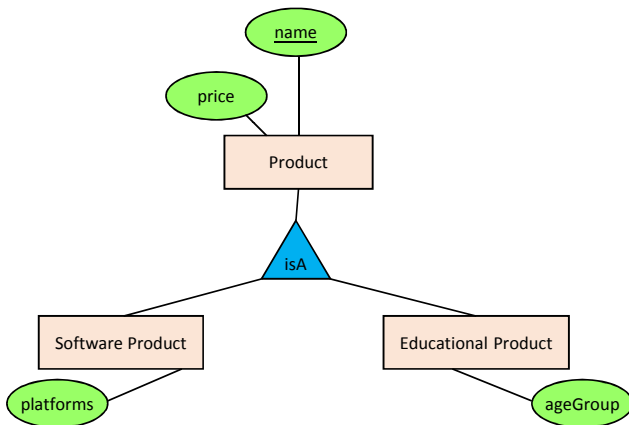 name
price
Product
isA
Software Product
Educational Product
platforms
ageGroup